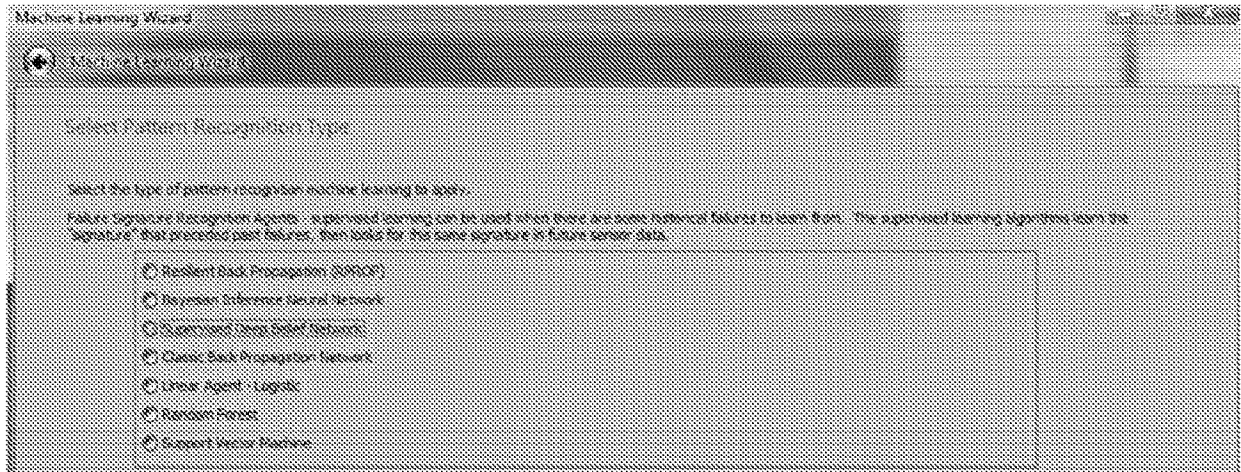 Machine Learning Wizard
Machine Learning Wizard
Select Pattern Recognition Type
Select the type of pattern recognition machine learning to apply.
Failure Signature Recognition Agents - supervised learning can be used when there are some historical failures to learn from. The supervised learning algorithms learn the
"signature" that preceded past failures, then looks for the same signature in future sensor data.
Resilient Back Propagation (RPROP)
Bayesian Inference Neural Network
Supervised Deep Belief Network
Classic Back Propagation Network
Linear Agent - Logistic
Random Forest
Support Vector Machine